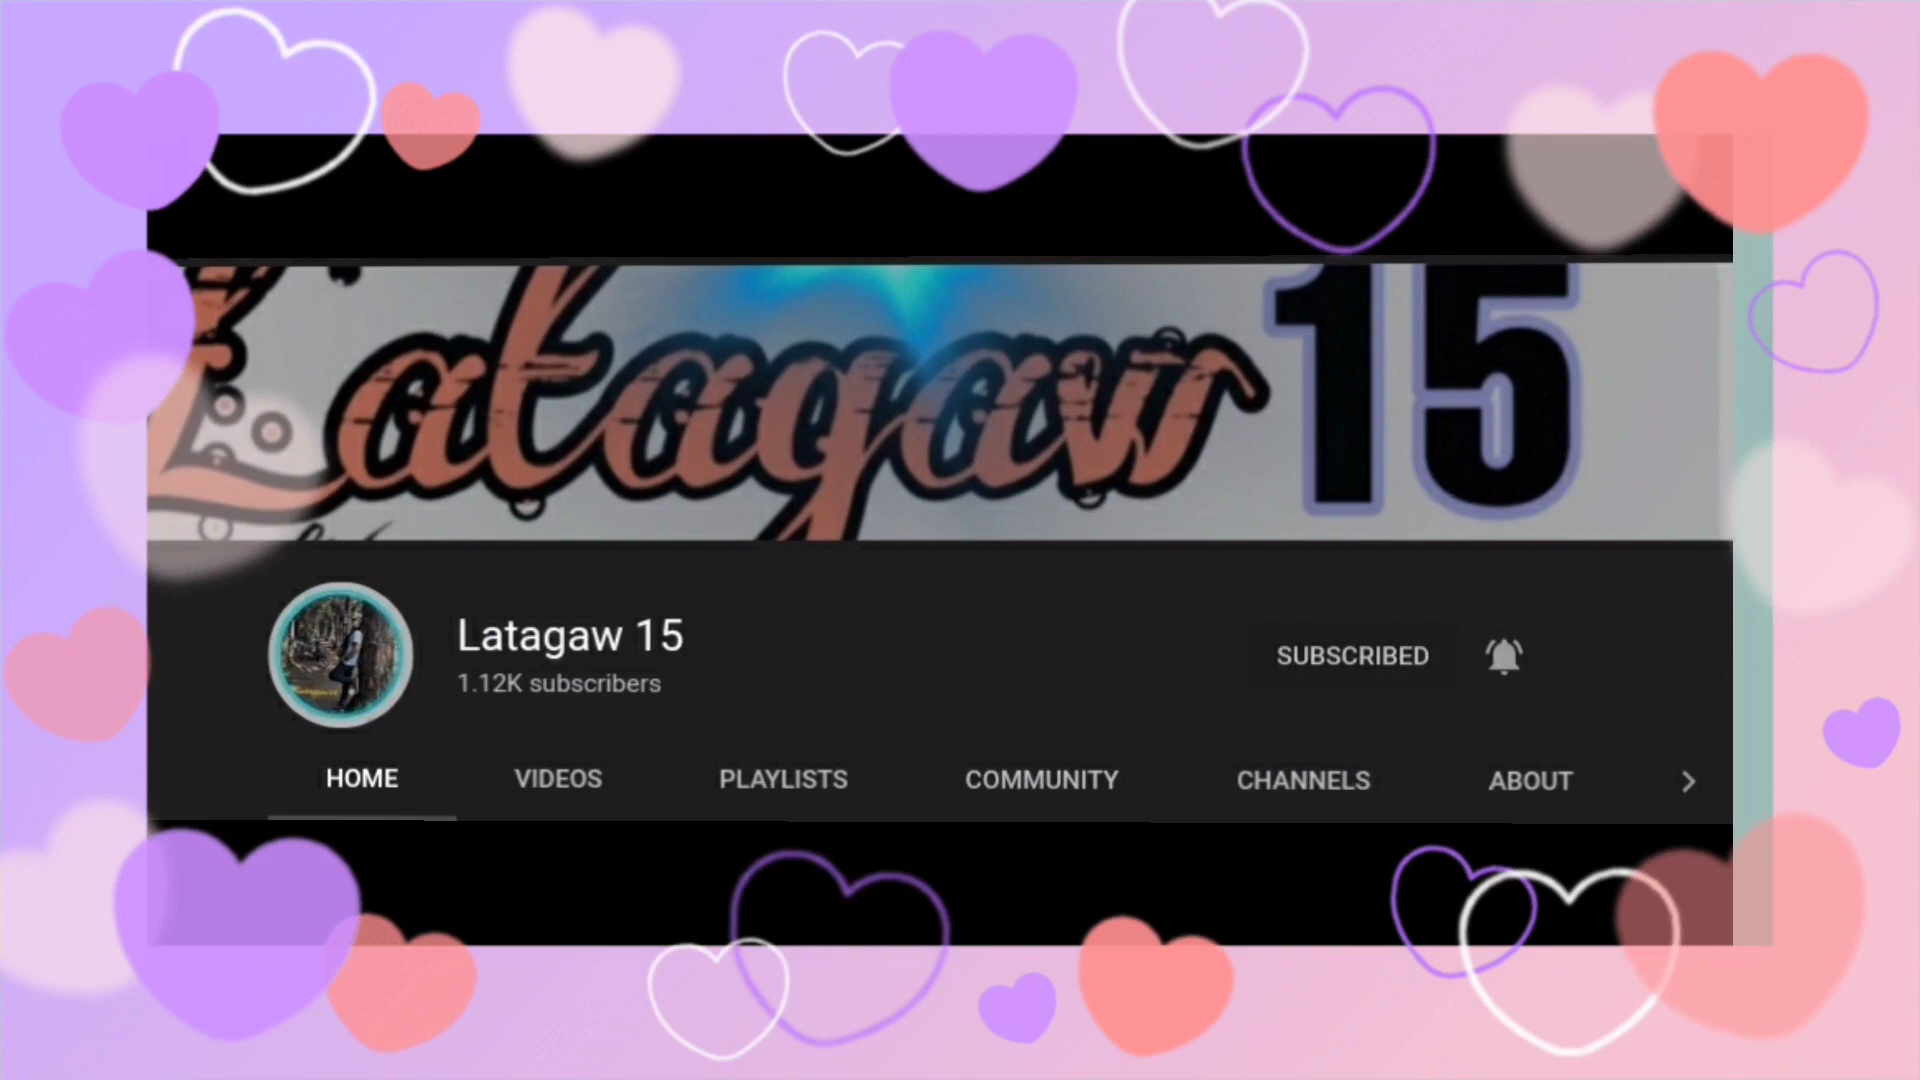 Latagaw 15
Latagaw 15
1.12K subscribers
SUBSCRIBED
HOME VIDEOS PLAYLISTS COMMUNITY CHANNELS ABOUT